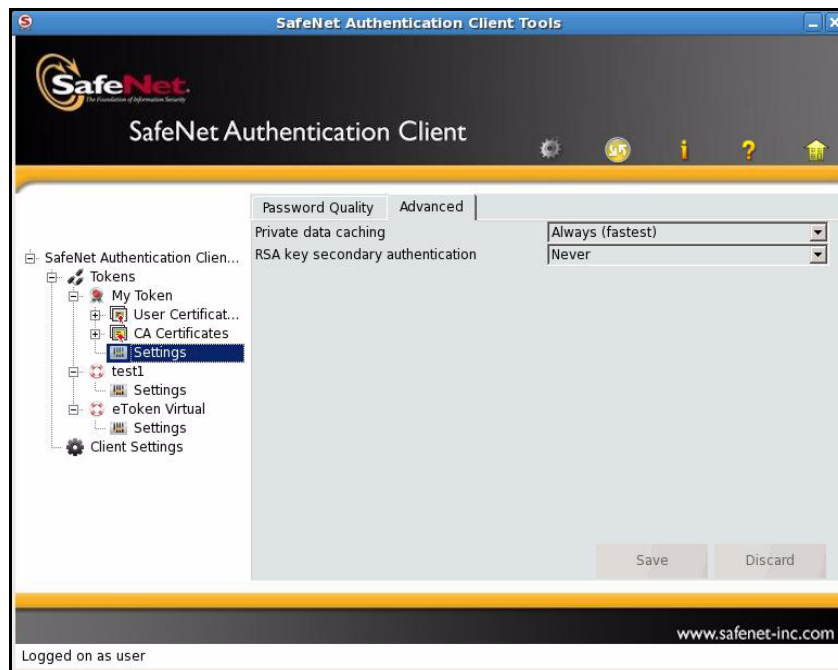 SafeNet Authentication Client Tools
SafeNet.
The Foundation of Information Security
SafeNet Authentication Client
Password Quality
Advanced
Private data caching
Always (fastest)
RSA key secondary authentication
Never
SafeNet Authentication Clien...
Tokens
My Token
User Certificat...
CA Certificates
Settings
test1
Settings
eToken Virtual
Settings
Client Settings
Save
Discard
www.safenet-inc.com
Logged on as user